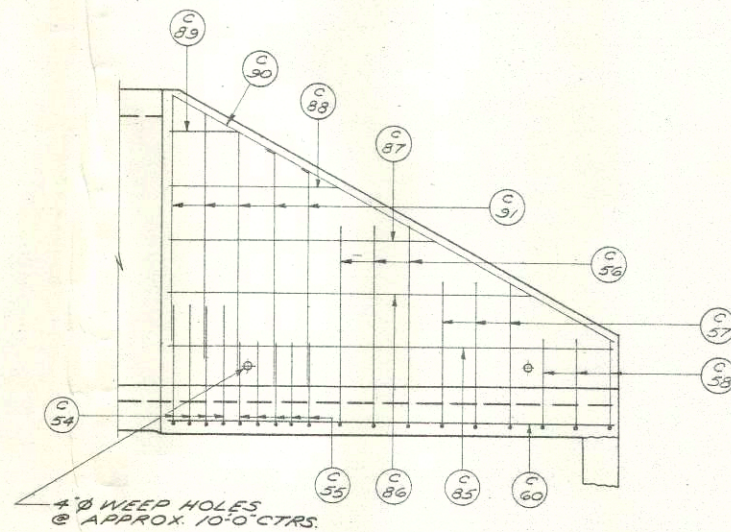 C 89
C 90
C 88
C 87
C 91
C 56
C 57
C 58
C 54
C 55
C 86
C 85
C 60
4"Ø WEEP HOLES
@ APPROX. 10'-0" CTRS.